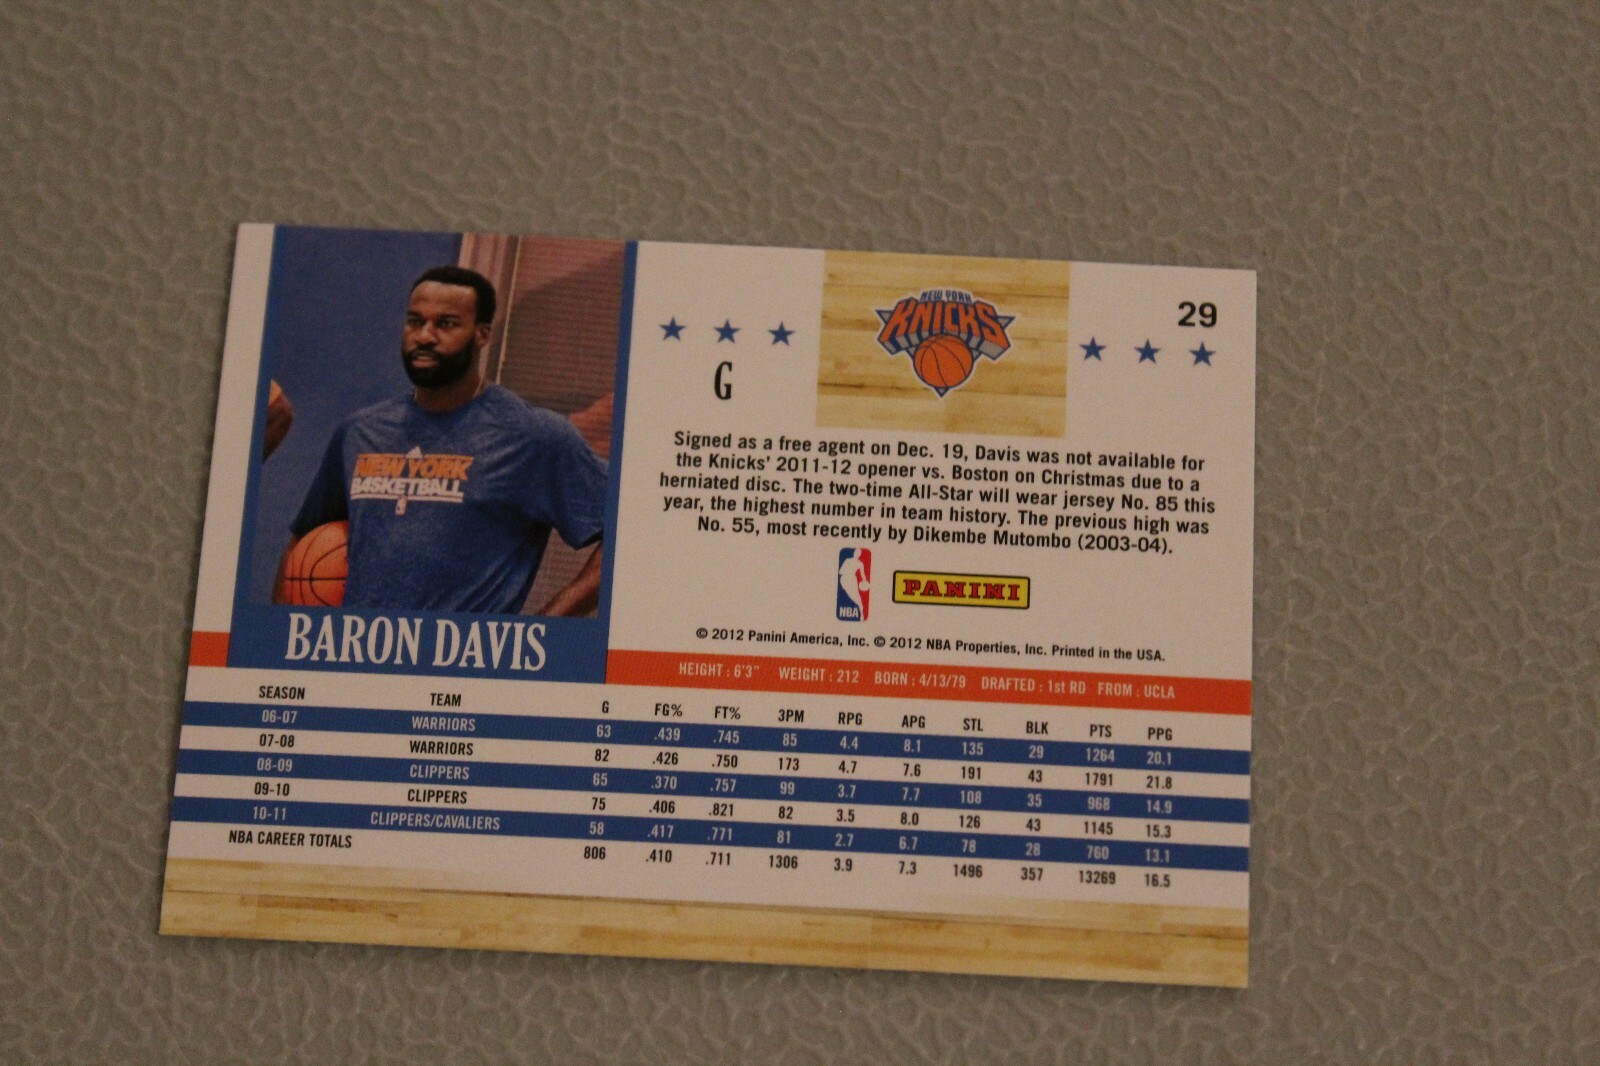 29
NEW YORK
KNICKS
G
Signed as a free agent on Dec. 19, Davis was not available for
the Knicks' 2011-12 opener vs. Boston on Christmas due to a
herniated disc. The two-time All-Star will wear jersey No. 85 this
year, the highest number in team history. The previous high was
No. 55, most recently by Dikembe Mutombo (2003-04).
NEW YORK
BASKETBALL
NBA
PANINI
© 2012 Panini America, Inc. © 2012 NBA Properties, Inc. Printed in the USA.
BARON DAVIS
HEIGHT : 6'3" WEIGHT : 212 BORN : 4/13/79 DRAFTED : 1st RD FROM : UCLA
SEASON TEAM G FG% FT% 3PM RPG APG STL BLK PTS PPG
06-07 WARRIORS 63 .439 .745 85 4.4 8.1 135 29 1264 20.1
07-08 WARRIORS 82 .426 .750 173 4.7 7.6 191 43 1791 21.8
08-09 CLIPPERS 65 .370 .757 99 3.7 7.7 108 35 968 14.9
09-10 CLIPPERS 75 .406 .821 82 3.5 8.0 126 43 1145 15.3
10-11 CLIPPERS/CAVALIERS 58 .417 .771 81 2.7 6.7 78 28 760 13.1
NBA CAREER TOTALS 806 .410 .711 1306 3.9 7.3 1496 357 13269 16.5